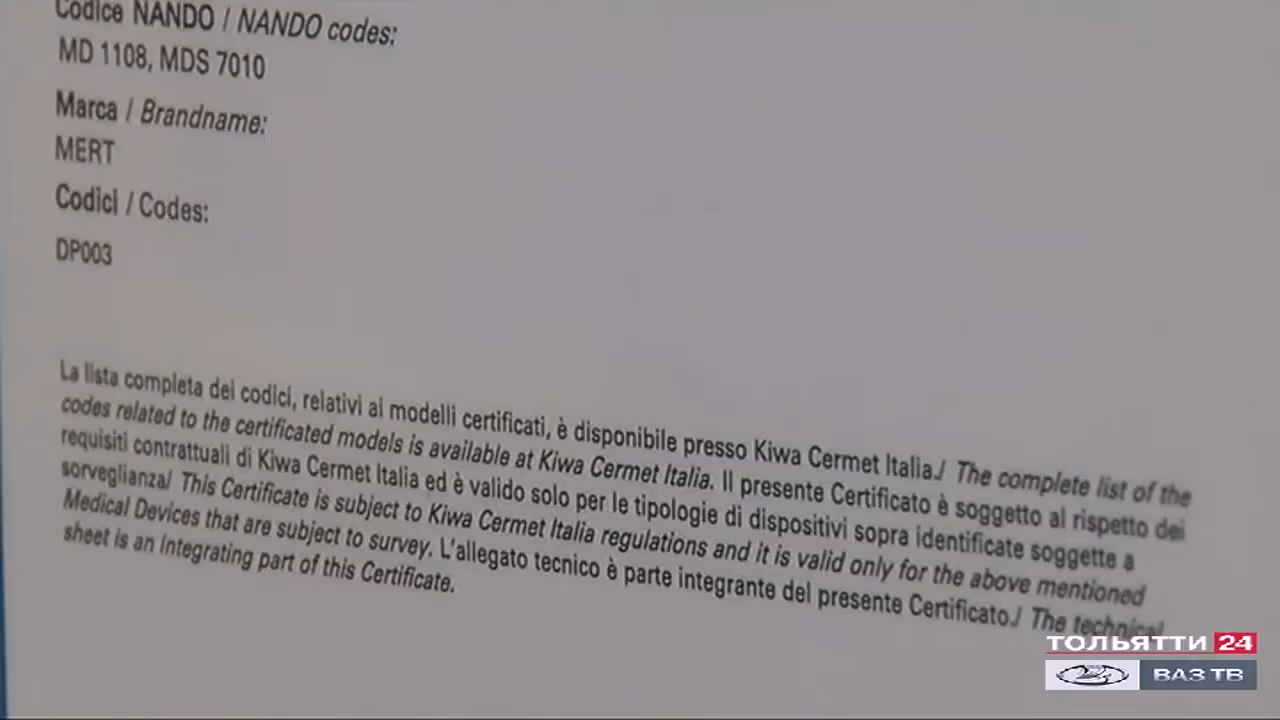 Codice NANDO / NANDO codes:
MD 1108, MDS 7010
Marca / Brandname:
MERT
Codici / Codes:
DP003
La lista completa dei codici, relativi ai modelli certificati, è disponibile presso Kiwa Cermet Italia./ The complete list of the
codes related to the certificated models is available at Kiwa Cermet Italia. Il presente Certificato è soggetto al rispetto dei
requisiti contrattuali di Kiwa Cermet Italia ed è valido solo per le tipologie di dispositivi sopra identificate soggette a
sorveglianza/ This Certificate is subject to Kiwa Cermet Italia regulations and it is valid only for the above mentioned
Medical Devices that are subject to survey. L'allegato tecnico è parte integrante del presente Certificato./ The technical
sheet is an integrating part of this Certificate.
ТОЛЬЯТТИ 24
ВАЗ ТВ